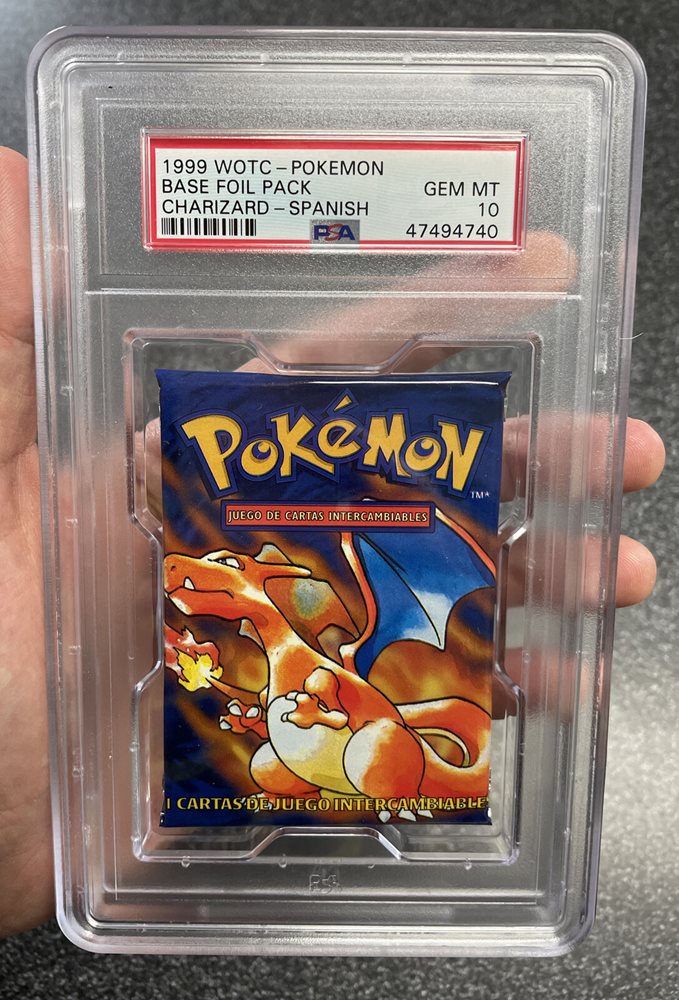 1999 WOTC - POKEMON
BASE FOIL PACK GEM MT
CHARIZARD - SPANISH 10
PSA 47494740
POKéMON
TM
JUEGO DE CARTAS INTERCAMBIABLES
CARTAS DE JUEGO INTERCAMBIABLE
PSA